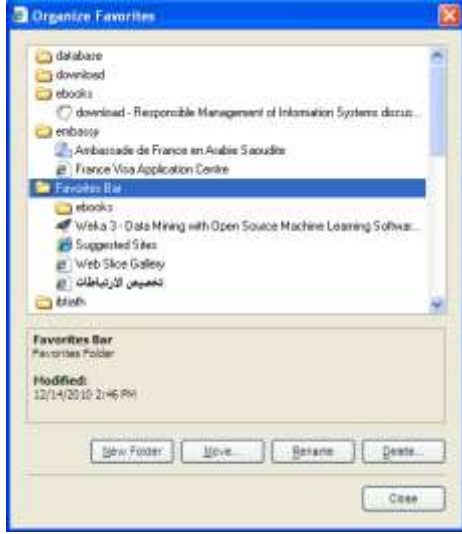 Organize Favorites
database
download
ebooks
download - Responsible Management of Information Systems discus...
embassy
Ambassade de France en Arabie Saoudite
France Visa Application Centre
Favorites Bar
ebooks
Weka 3 - Data Mining with Open Source Machine Learning Softwar...
Suggested Sites
Web Slice Gallery
تخصيص الارتباطات
Favorites Bar
Favorites Folder
Modified:
12/14/2010 2:46 PM
New Folder
Move...
Rename
Delete...
Close